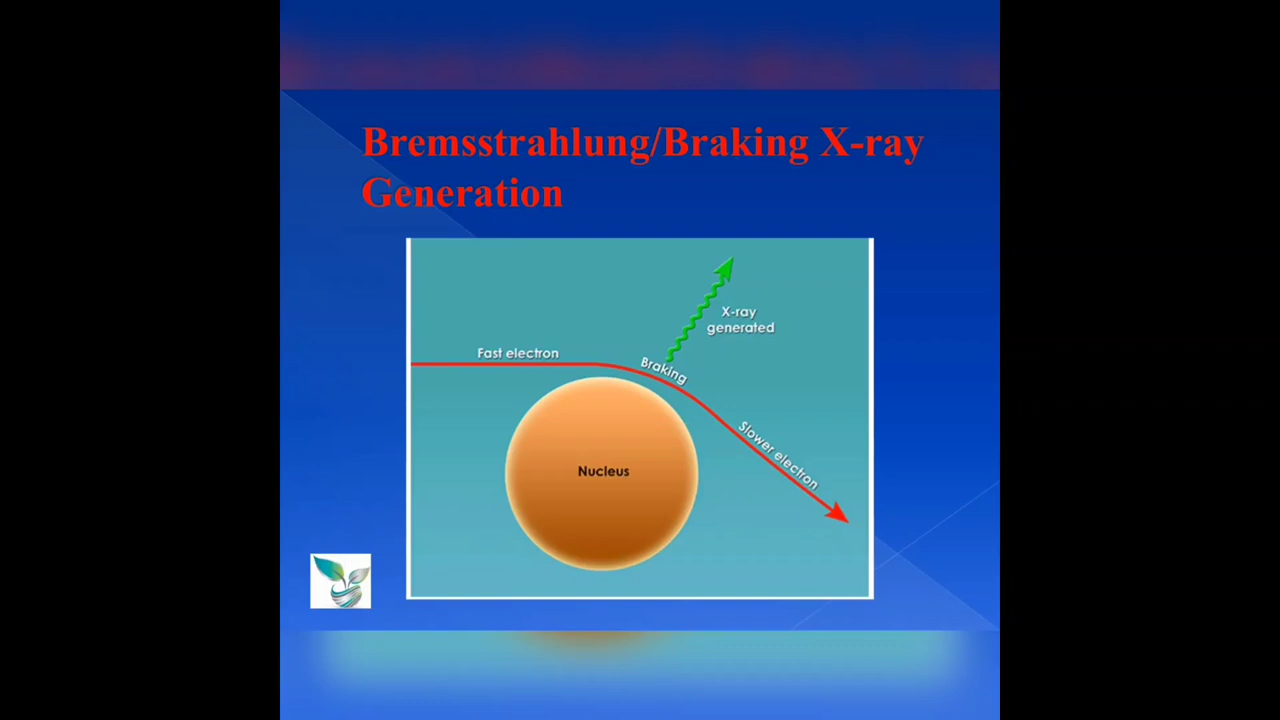 Bremsstrahlung/Braking X-ray
Generation
X-ray
generated
Fast electron
Braking
Slower electron
Nucleus